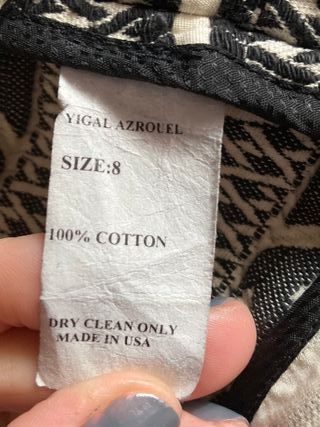 YIGAL AZROUEL
SIZE:8
100% COTTON
DRY CLEAN ONLY
MADE IN USA